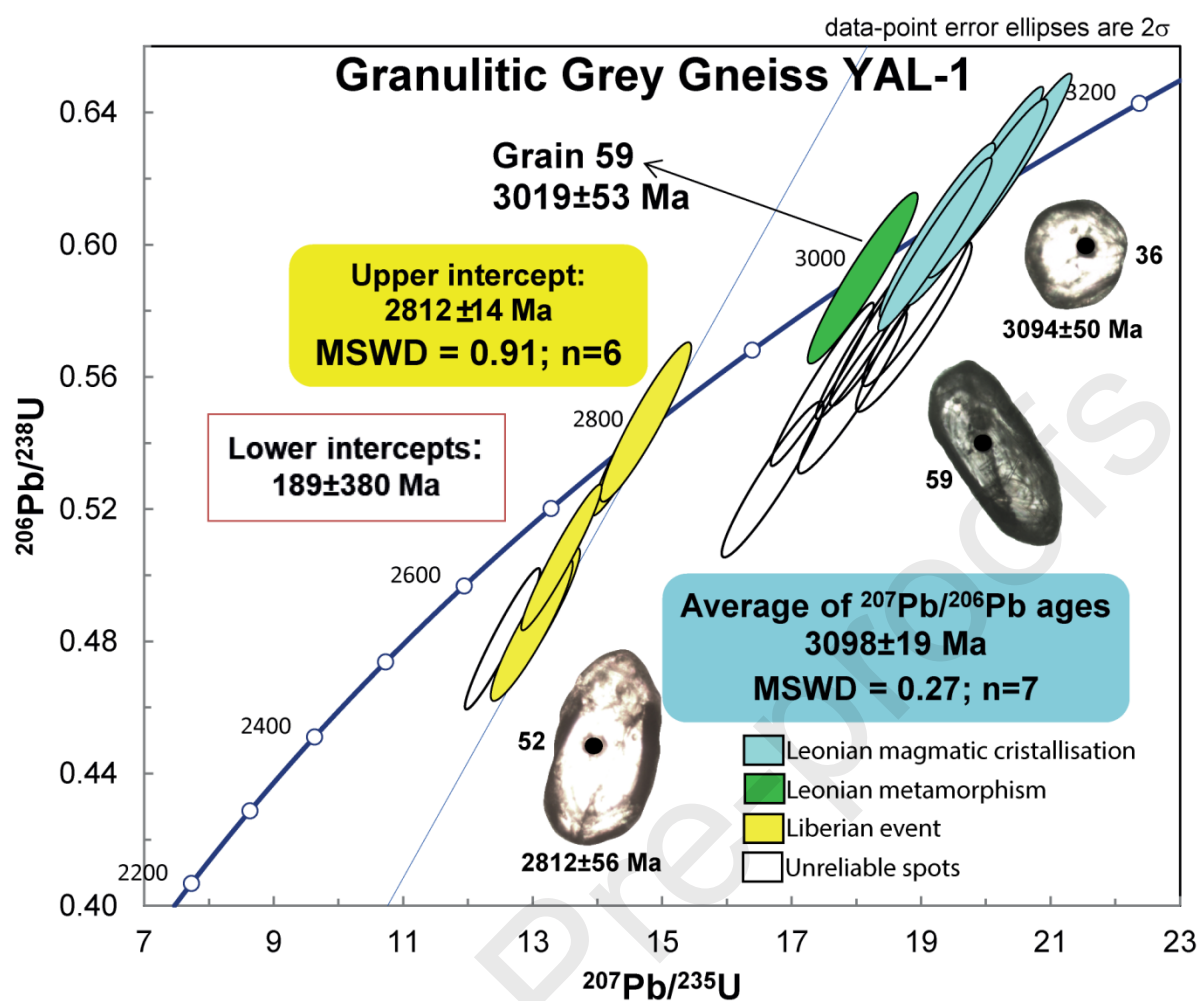 data-point error ellipses are 2σ
Granulitic Grey Gneiss YAL-1
Grain 59
3019±53 Ma
Upper intercept:
2812±14 Ma
MSWD = 0.91; n=6
Lower intercepts:
189±380 Ma
Average of ²⁰⁷Pb/²⁰⁶Pb ages
3098±19 Ma
MSWD = 0.27; n=7
Leonian magmatic cristallisation
Leonian metamorphism
Liberian event
Unreliable spots
36
3094±50 Ma
59
52
2812±56 Ma
3200
3000
2800
2600
2400
2200
0.64
0.60
0.56
0.52
0.48
0.44
0.40
²⁰⁶Pb/²³⁸U
7 9 11 13 15 17 19 21 23
²⁰⁷Pb/²³⁵U
Pre-proofs